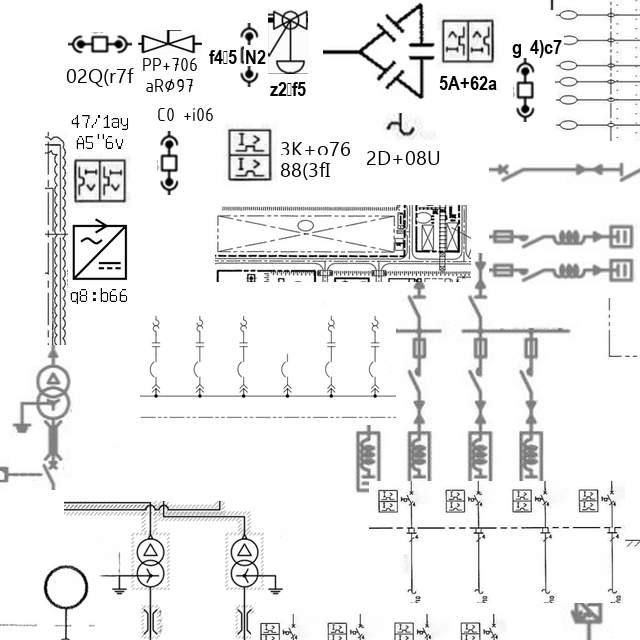 02Q(r7f
PP+706
aRØ97
f4▯5
N2
z2▯f5
5A+62a
g 4)c7
47/'1ay
A5"6v
C0 +i06
3K+o76
88(3fI
2D+08U
q8:b66